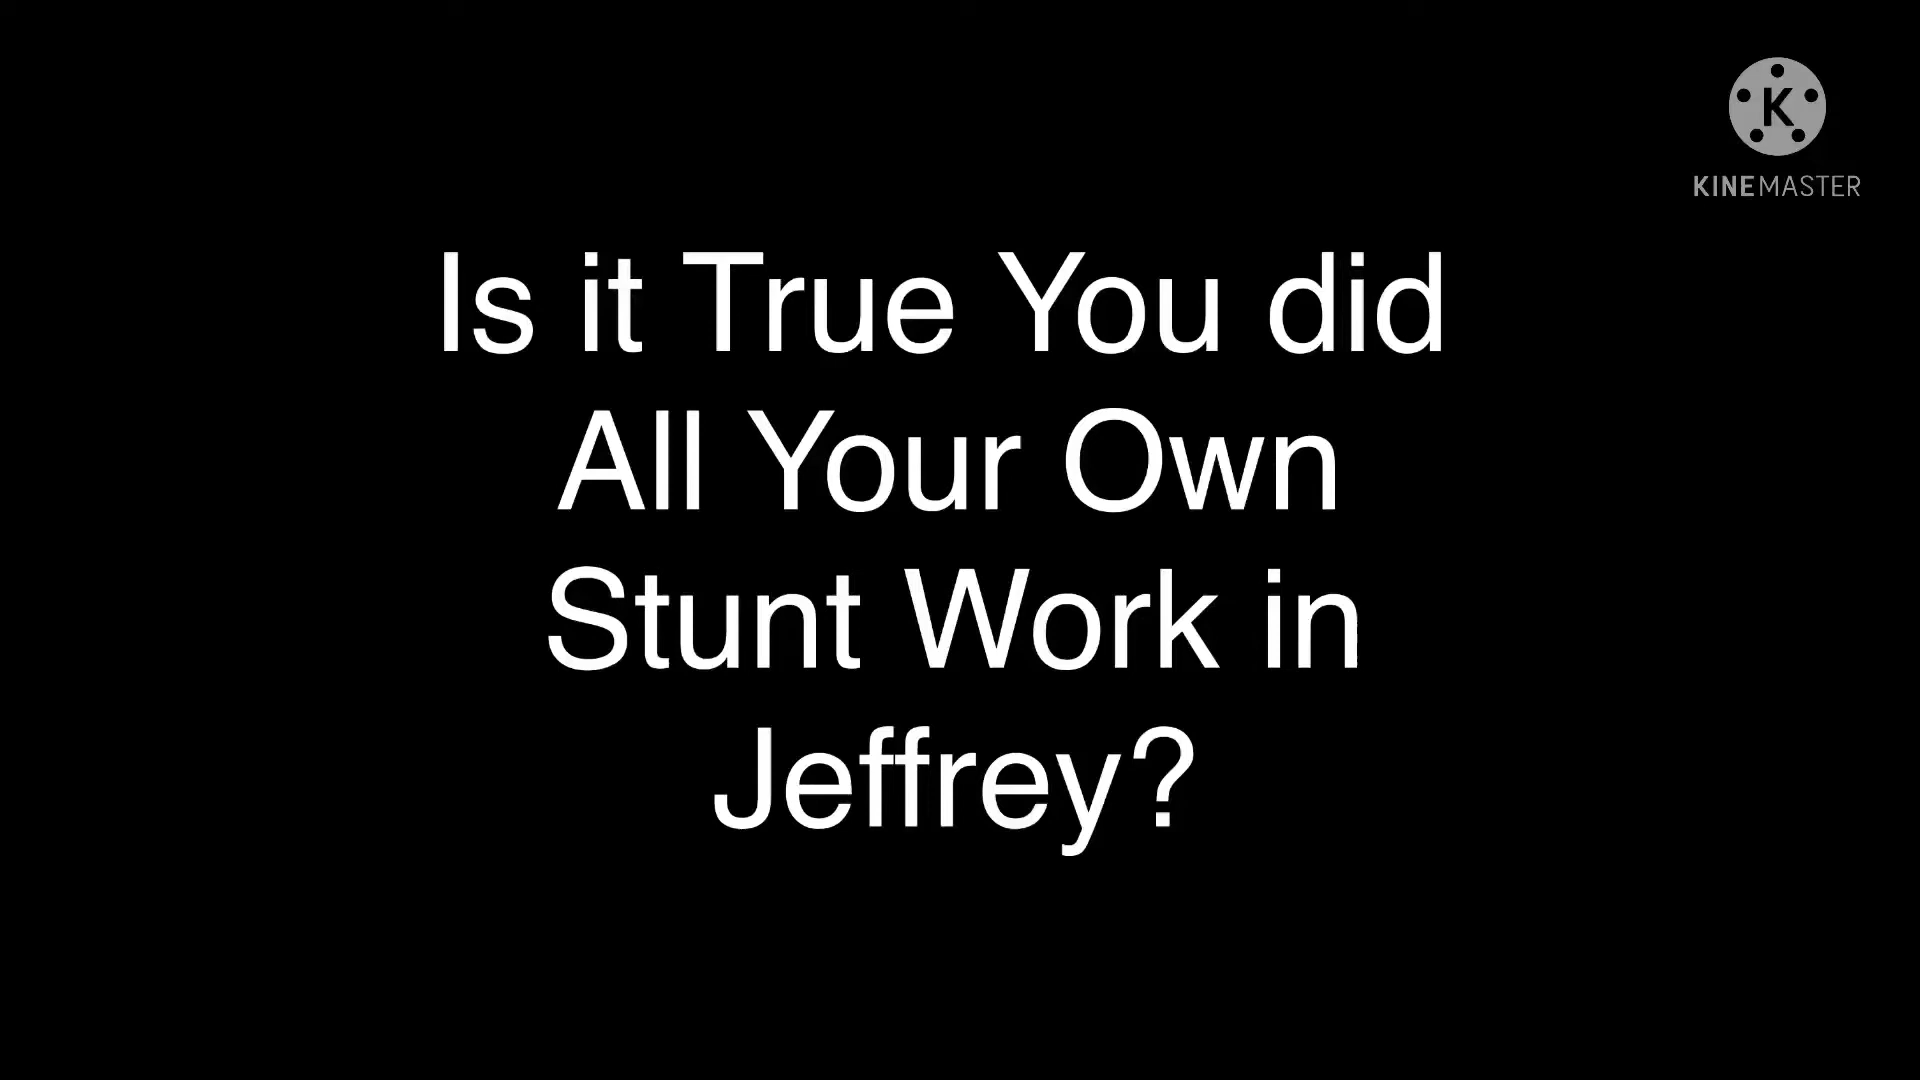 K
KINEMASTER
Is it True You did
All Your Own
Stunt Work in
Jeffrey?